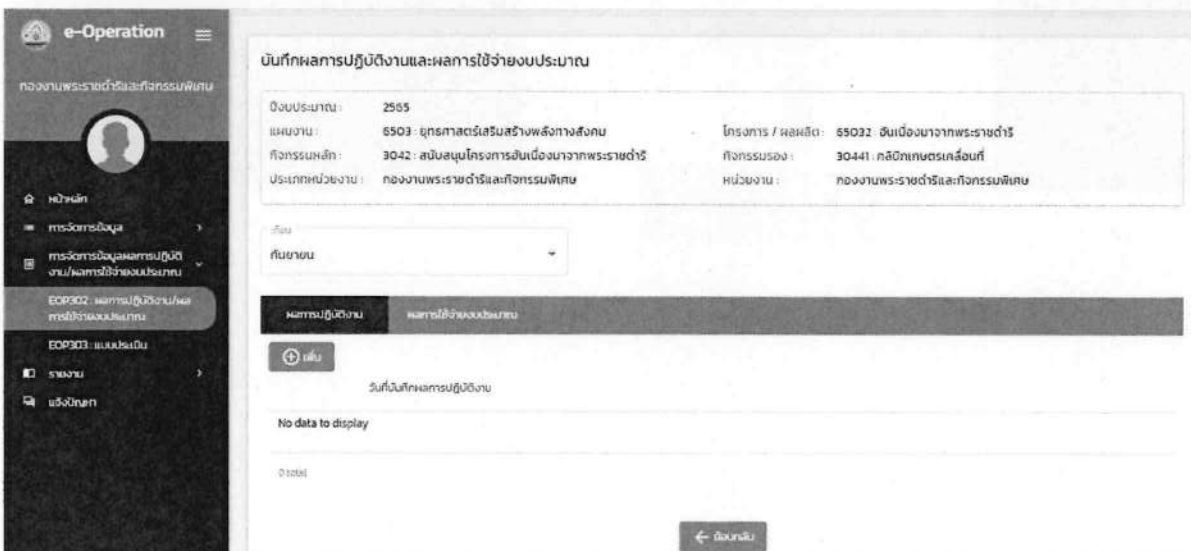 e-Operation
กองงานพระราชดำริและกิจกรรมพิเศษ
หน้าหลัก
การจัดการข้อมูล
การจัดการข้อมูลผลการปฏิบัติ
งาน/ผลการใช้จ่ายงบประมาณ
EOP302 : ผลการปฏิบัติงาน/ผล
การใช้จ่ายงบประมาณ
EOP303 : แบบประเมิน
รายงาน
แจ้งปัญหา
บันทึกผลการปฏิบัติงานและผลการใช้จ่ายงบประมาณ
ปีงบประมาณ : 2565
แผนงาน : 6503 : ยุทธศาสตร์เสริมสร้างพลังทางสังคม โครงการ / ผลผลิต : 65032 : อันเนื่องมาจากพระราชดำริ
กิจกรรมหลัก : 3042 : สนับสนุนโครงการอันเนื่องมาจากพระราชดำริ กิจกรรมรอง : 30441 : คลินิกเกษตรเคลื่อนที่
ประเภทหน่วยงาน : กองงานพระราชดำริและกิจกรรมพิเศษ หน่วยงาน : กองงานพระราชดำริและกิจกรรมพิเศษ
เดือน
กันยายน
ผลการปฏิบัติงาน ผลการใช้จ่ายงบประมาณ
เพิ่ม
วันที่บันทึกผลการปฏิบัติงาน
No data to display
0 total
ย้อนกลับ